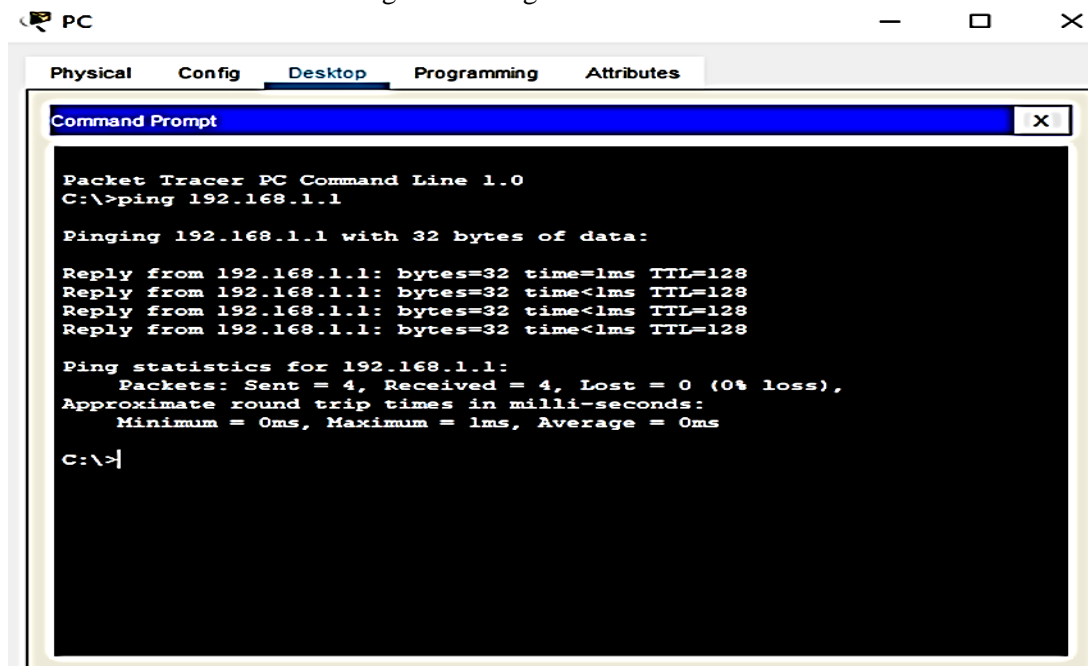 PC
Physical Config Desktop Programming Attributes
Command Prompt X
Packet Tracer PC Command Line 1.0
C:\>ping 192.168.1.1
Pinging 192.168.1.1 with 32 bytes of data:
Reply from 192.168.1.1: bytes=32 time=1ms TTL=128
Reply from 192.168.1.1: bytes=32 time<1ms TTL=128
Reply from 192.168.1.1: bytes=32 time<1ms TTL=128
Reply from 192.168.1.1: bytes=32 time<1ms TTL=128
Ping statistics for 192.168.1.1:
Packets: Sent = 4, Received = 4, Lost = 0 (0% loss),
Approximate round trip times in milli-seconds:
Minimum = 0ms, Maximum = 1ms, Average = 0ms
C:\>